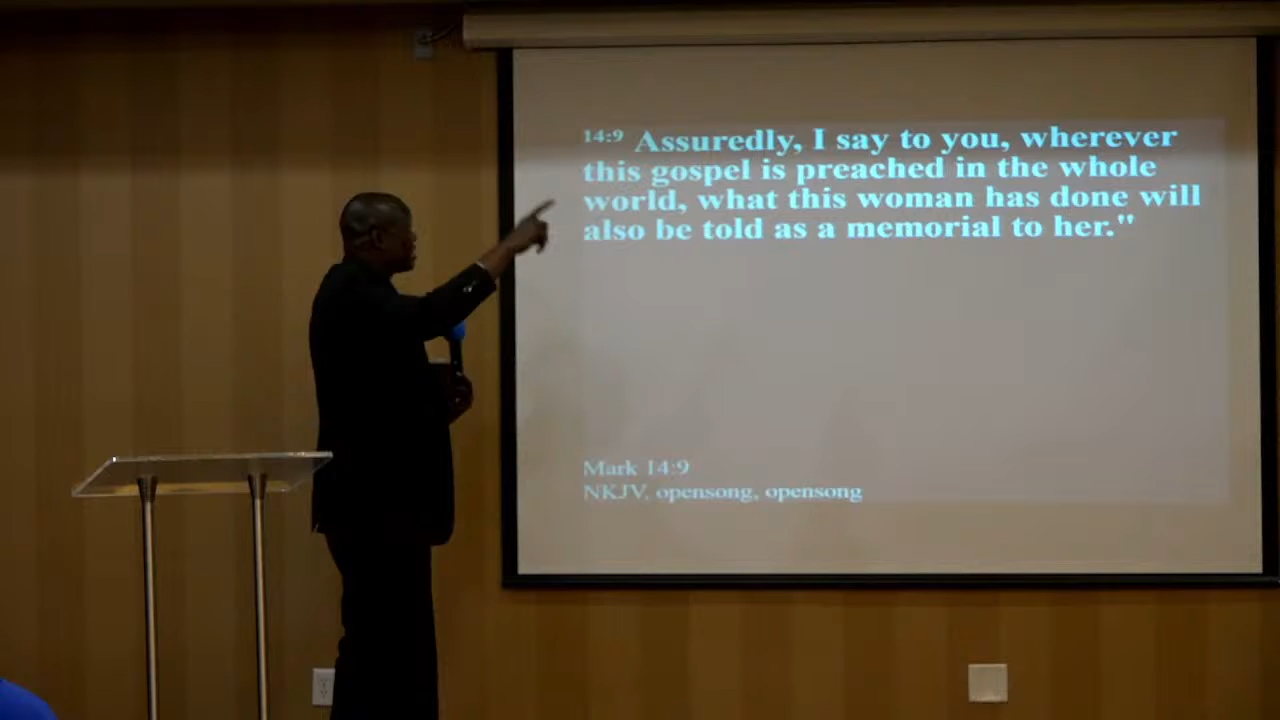 14:9 Assuredly, I say to you, wherever
this gospel is preached in the whole
world, what this woman has done will
also be told as a memorial to her."
Mark 14:9
NKJV, opensong, opensong